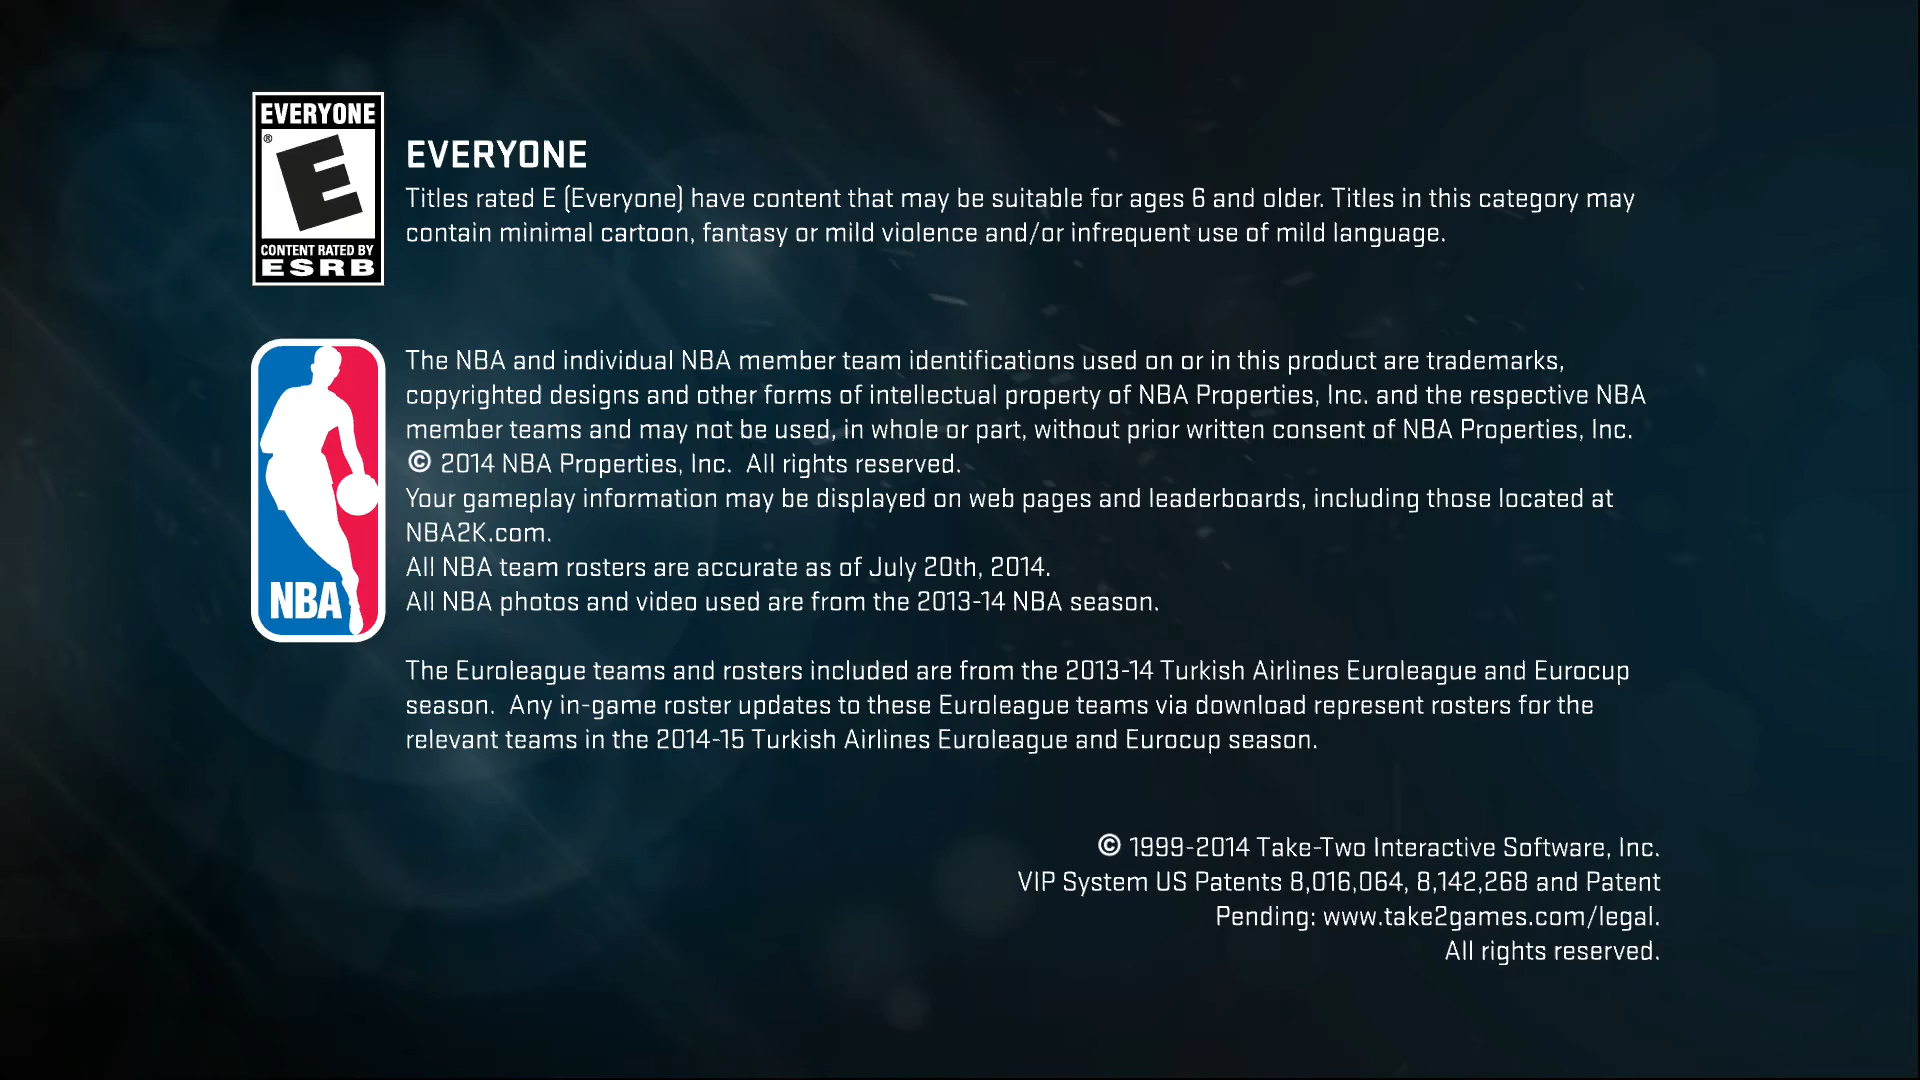 EVERYONE
®
E
CONTENT RATED BY
ESRB
EVERYONE
Titles rated E (Everyone) have content that may be suitable for ages 6 and older. Titles in this category may
contain minimal cartoon, fantasy or mild violence and/or infrequent use of mild language.
NBA
The NBA and individual NBA member team identifications used on or in this product are trademarks,
copyrighted designs and other forms of intellectual property of NBA Properties, Inc. and the respective NBA
member teams and may not be used, in whole or part, without prior written consent of NBA Properties, Inc.
© 2014 NBA Properties, Inc.  All rights reserved.
Your gameplay information may be displayed on web pages and leaderboards, including those located at
NBA2K.com.
All NBA team rosters are accurate as of July 20th, 2014.
All NBA photos and video used are from the 2013-14 NBA season.
The Euroleague teams and rosters included are from the 2013-14 Turkish Airlines Euroleague and Eurocup
season.  Any in-game roster updates to these Euroleague teams via download represent rosters for the
relevant teams in the 2014-15 Turkish Airlines Euroleague and Eurocup season.
© 1999-2014 Take-Two Interactive Software, Inc.
VIP System US Patents 8,016,064, 8,142,268 and Patent
Pending: www.take2games.com/legal.
All rights reserved.